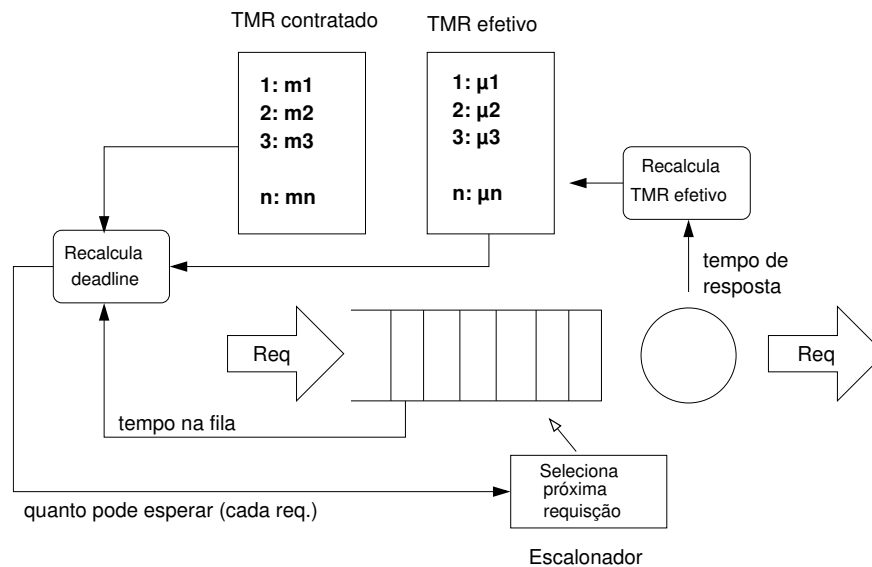 TMR contratado
TMR efetivo
1: m1
2: m2
3: m3
n: mn
1: µ1
2: µ2
3: µ3
n: µn
Recalcula
TMR efetivo
Recalcula
deadline
tempo de
resposta
Req
Req
tempo na fila
Seleciona
próxima
requisção
quanto pode esperar (cada req.)
Escalonador